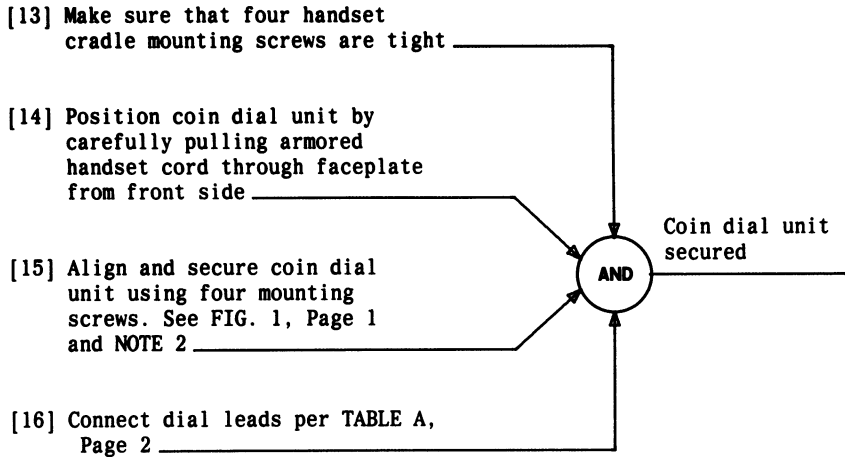 [13] Make sure that four handset
cradle mounting screws are tight
[14] Position coin dial unit by
carefully pulling armored
handset cord through faceplate
from front side
[15] Align and secure coin dial
unit using four mounting
screws. See FIG. 1, Page 1
and NOTE 2
[16] Connect dial leads per TABLE A,
Page 2
AND
Coin dial unit
secured